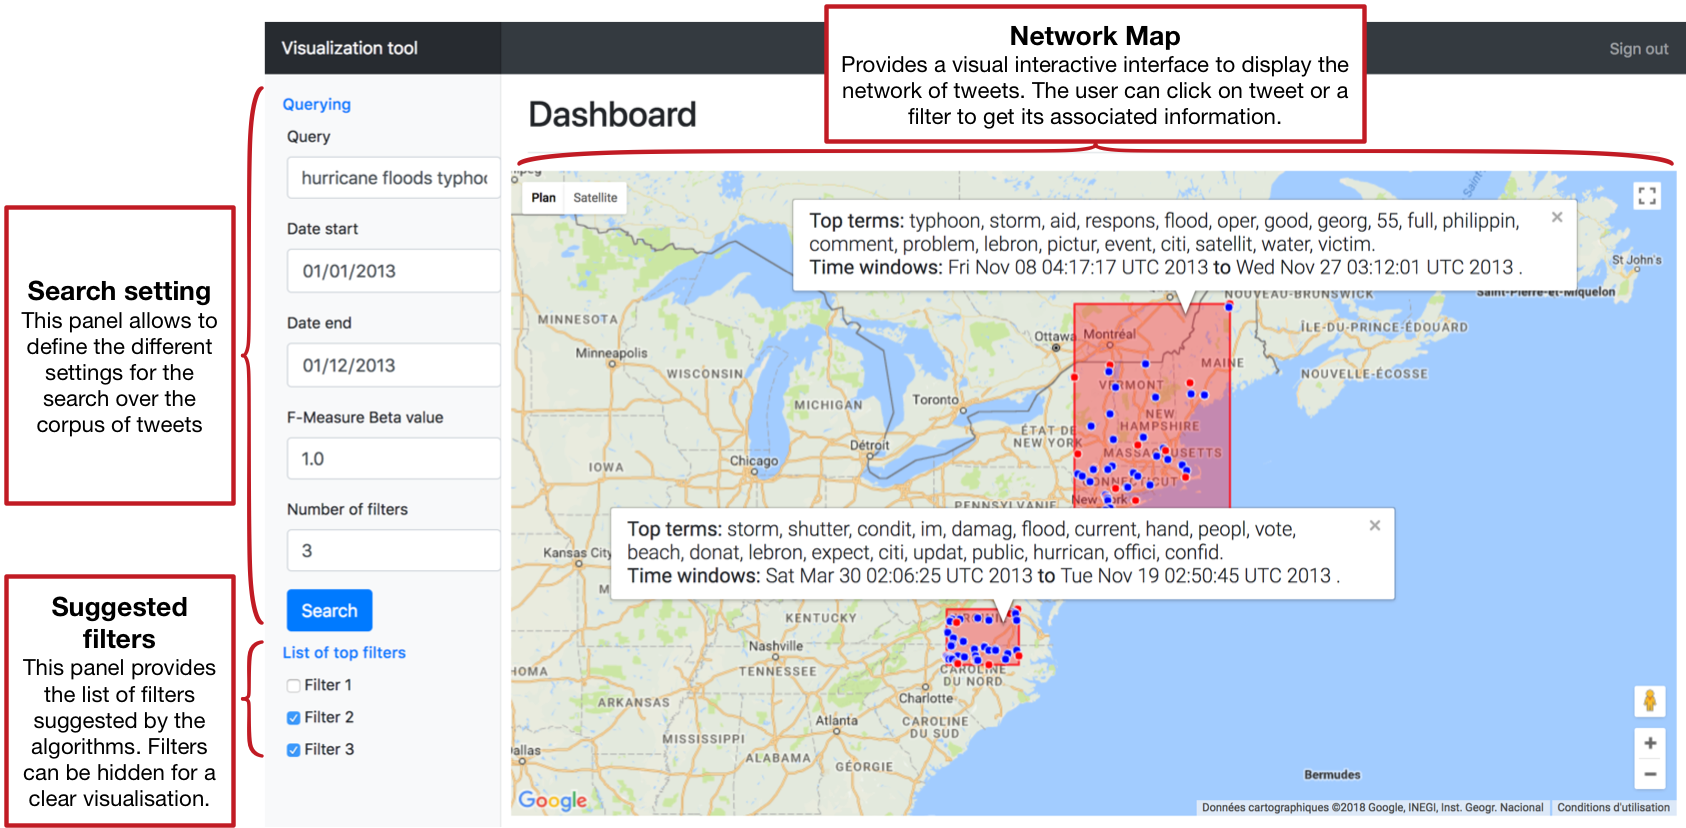 Visualization tool
Sign out
Network Map
Provides a visual interactive interface to display the
network of tweets. The user can click on tweet or a
filter to get its associated information.
Search setting
This panel allows to
define the different
settings for the
search over the
corpus of tweets
Suggested
filters
This panel provides
the list of filters
suggested by the
algorithms. Filters
can be hidden for a
clear visualisation.
Querying
Query
hurricane floods typhoo
Date start
01/01/2013
Date end
01/12/2013
F-Measure Beta value
1.0
Number of filters
3
Search
List of top filters
Filter 1
Filter 2
Filter 3
Dashboard
Plan
Satellite
Top terms: typhoon, storm, aid, respons, flood, oper, good, georg, 55, full, philippin,
comment, problem, lebron, pictur, event, citi, satellit, water, victim.
Time windows: Fri Nov 08 04:17:17 UTC 2013 to Wed Nov 27 03:12:01 UTC 2013 .
×
St John's
Saint-Pierre-et-Miquelon
NOUVEAU-BRUNSWICK
ÎLE-DU-PRINCE-ÉDOUARD
NOUVELLE-ÉCOSSE
MINNESOTA
Minneapolis
WISCONSIN
MICHIGAN
Ottawa
Montréal
MAINE
VERMONT
Toronto
NEW
HAMPSHIRE
ÉTAT DE
NEW YORK
MASSACHUSETTS
Détroit
Chicago
IOWA
CONNECTICUT
New York
PENNSYLVANIE
Top terms: storm, shutter, condit, im, damag, flood, current, hand, peopl, vote,
beach, donat, lebron, expect, citi, updat, public, hurrican, offici, confid.
Time windows: Sat Mar 30 02:06:25 UTC 2013 to Tue Nov 19 02:50:45 UTC 2013 .
×
Kansas City
KENTUCKY
VIRGINIE
Nashville
TENNESSEE
CAROLINE
DU NORD
OHOMA
ARKANSAS
Charlotte
Atlanta
CAROLINE
DU SUD
MISSISSIPPI
ALABAMA
GÉORGIE
allas
Bermudes
Google
Données cartographiques ©2018 Google, INEGI, Inst. Geogr. Nacional
Conditions d'utilisation